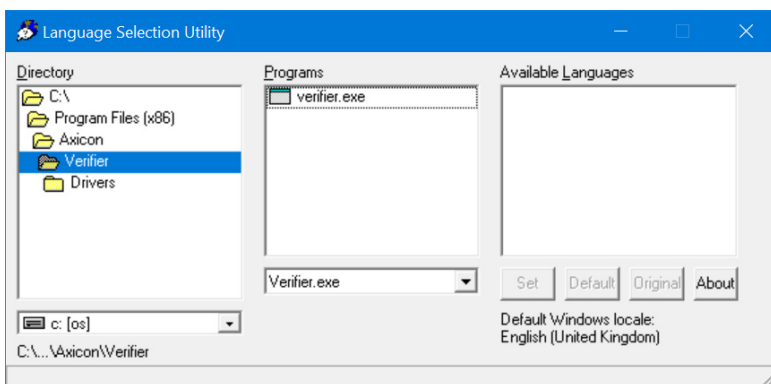 Language Selection Utility
Directory
C:\
Program Files (x86)
Axicon
Verifier
Drivers
c: [os]
C:\...\Axicon\Verifier
Programs
verifier.exe
Verifier.exe
Available Languages
Set Default Original About
Default Windows locale:
English (United Kingdom)